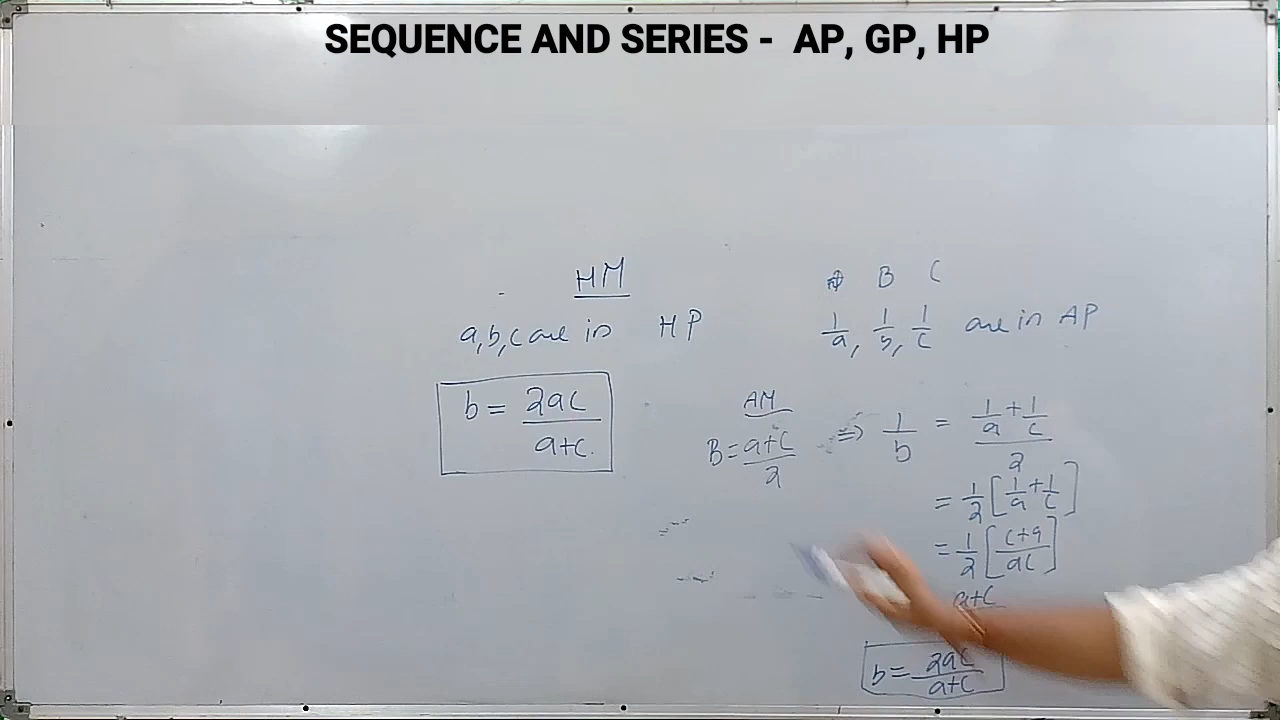 SEQUENCE AND SERIES - AP, GP, HP
HM
a,b,c are in HP
b = 2ac
a+c.
A B C
1/a, 1/b, 1/c are in AP
AM
B = a+c/2
⇒ 1/b = 1/a + 1/c / 2
= 1/2 [1/a + 1/c]
= 1/2 [c+a/ac]
a+c
b = 2ac/a+c